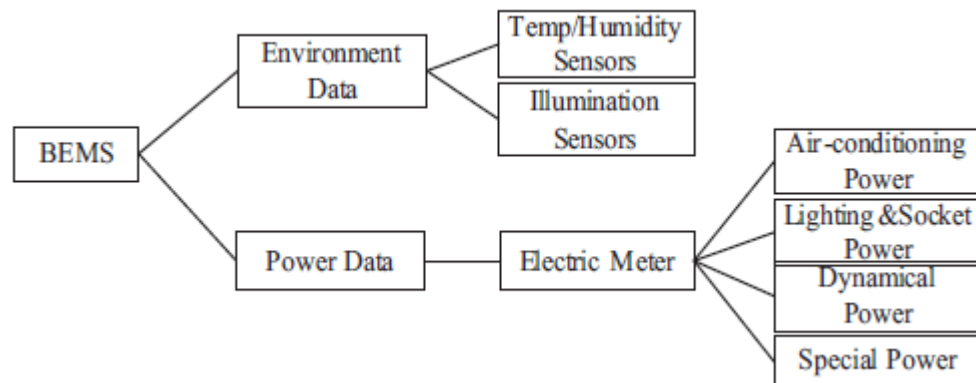 BEMS
Environment
Data
Temp/Humidity
Sensors
Illumination
Sensors
Power Data
Electric Meter
Air-conditioning
Power
Lighting &Socket
Power
Dynamical
Power
Special Power